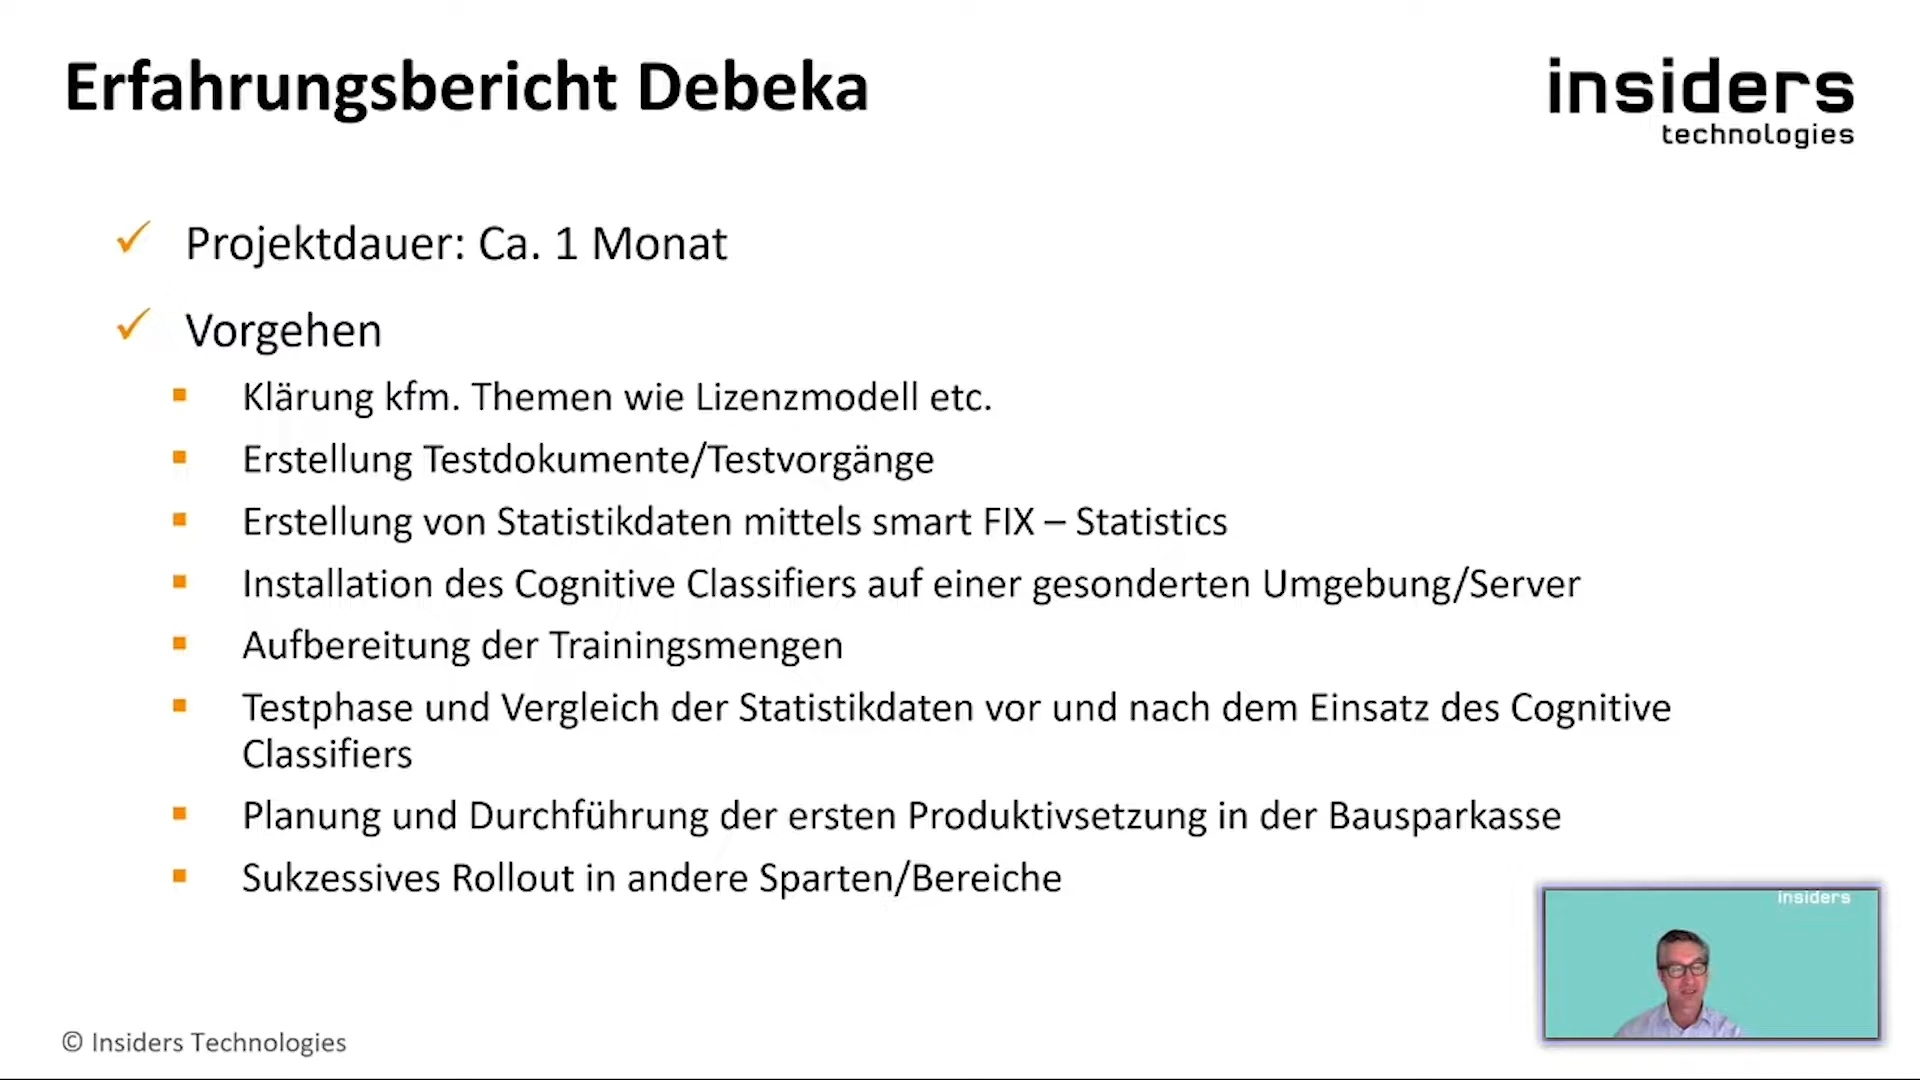 Erfahrungsbericht Debeka
insiders
technologies
Projektdauer: Ca. 1 Monat
Vorgehen
Klärung kfm. Themen wie Lizenzmodell etc.
Erstellung Testdokumente/Testvorgänge
Erstellung von Statistikdaten mittels smart FIX – Statistics
Installation des Cognitive Classifiers auf einer gesonderten Umgebung/Server
Aufbereitung der Trainingsmengen
Testphase und Vergleich der Statistikdaten vor und nach dem Einsatz des Cognitive
Classifiers
Planung und Durchführung der ersten Produktivsetzung in der Bausparkasse
Sukzessives Rollout in andere Sparten/Bereiche
insiders
© Insiders Technologies